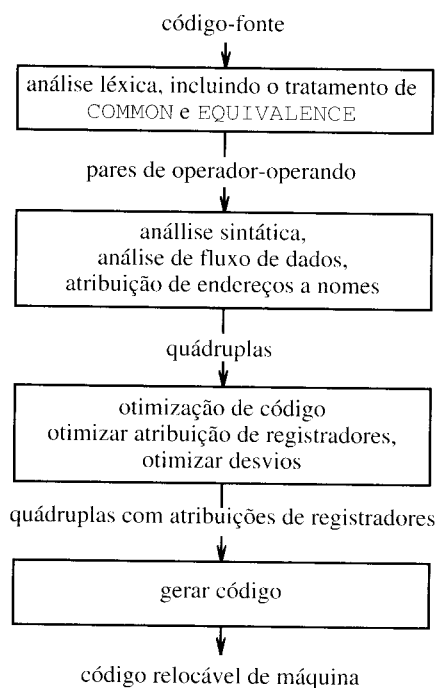 código-fonte
análise léxica, incluindo o tratamento de
COMMON e EQUIVALENCE
pares de operador-operando
anállise sintática,
análise de fluxo de dados,
atribuição de endereços a nomes
quádruplas
otimização de código
otimizar atribuição de registradores,
otimizar desvios
quádruplas com atribuições de registradores
gerar código
código relocável de máquina